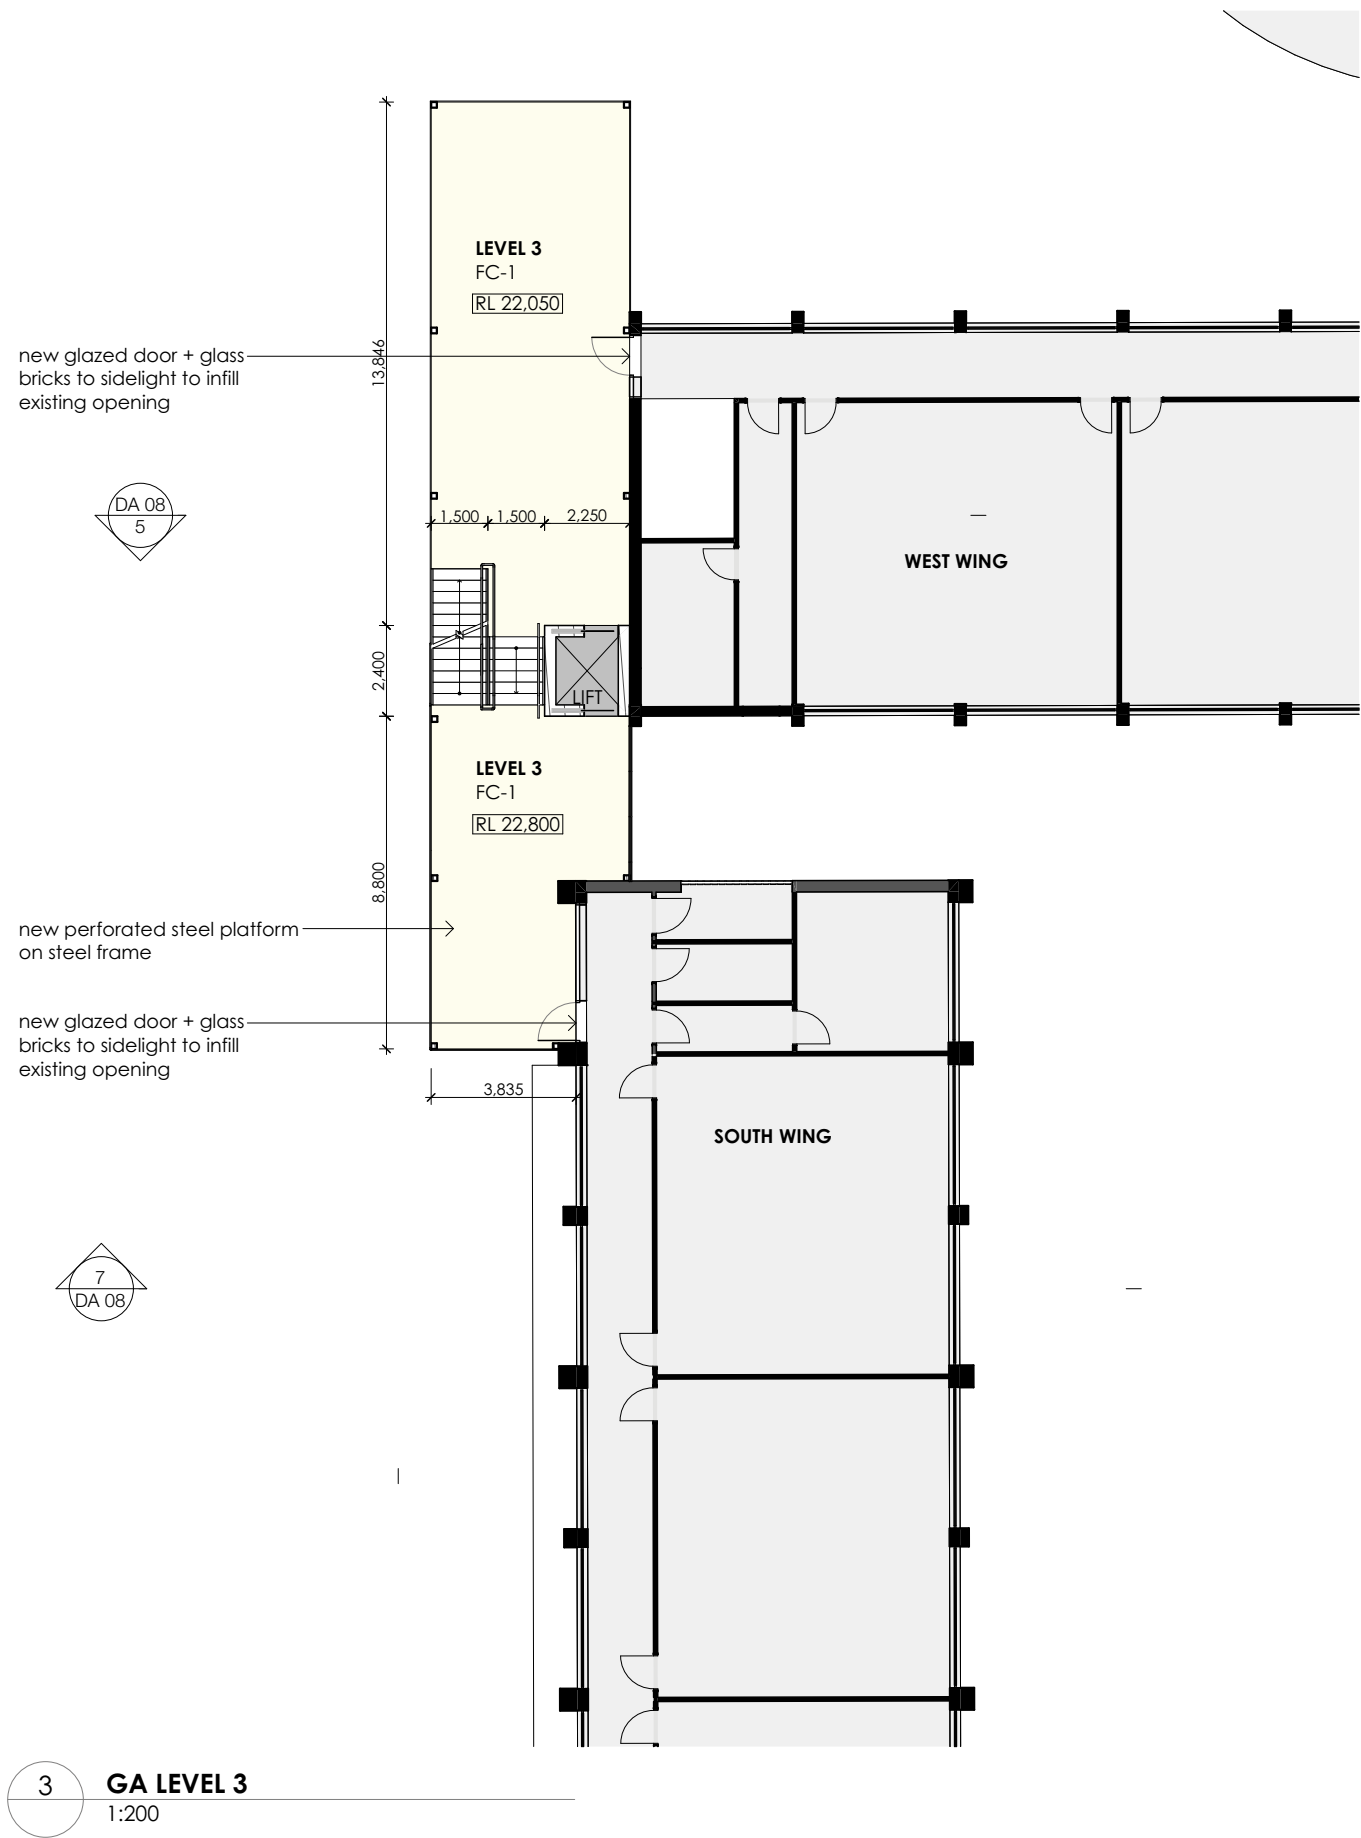 LEVEL 3
FC-1
RL 22,050
13,846
new glazed door + glass
bricks to sidelight to infill
existing opening
DA 08
5
1,500 1,500 2,250
WEST WING
2,400
LIFT
LEVEL 3
FC-1
RL 22,800
8,800
new perforated steel platform
on steel frame
new glazed door + glass
bricks to sidelight to infill
existing opening
3,835
SOUTH WING
7
DA 08
3
GA LEVEL 3
1:200